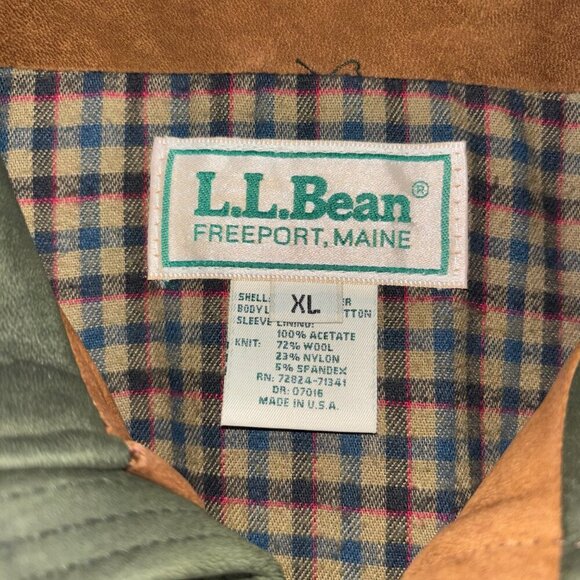 L.L.Bean®
FREEPORT, MAINE
XL
SHELL:
BODY
SLEEVE LINING:
100% ACETATE
KNIT: 72% WOOL
23% NYLON
5% SPANDEX
RN: 72824-71341
DR: 07016
MADE IN U.S.A.